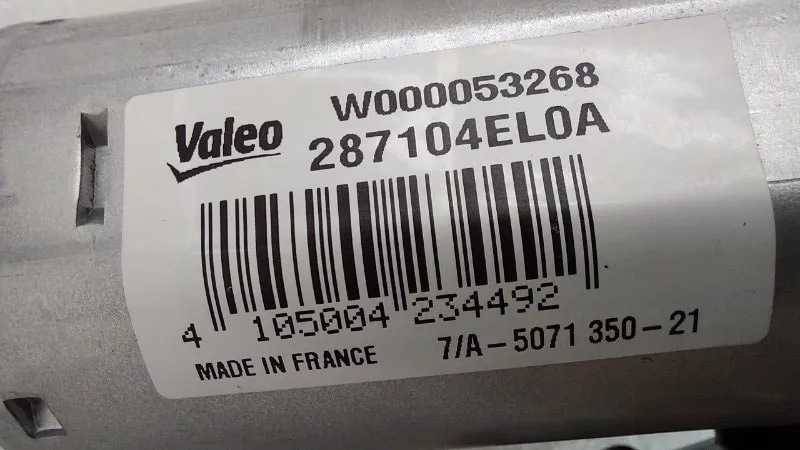 Valeo
W000053268
287104EL0A
4 105004 234492
MADE IN FRANCE
7/A-5071 350-21